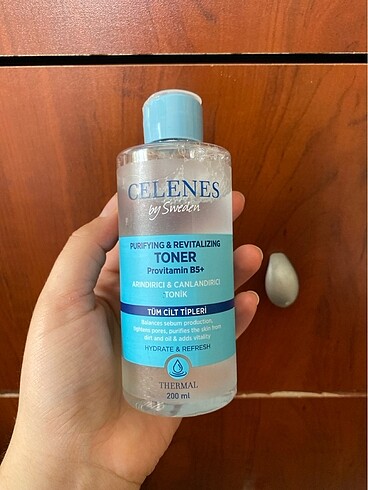 CELENES
by Sweden
PURIFYING & REVITALIZING
TONER
Provitamin B5+
ARINDIRICI & CANLANDIRICI
TONİK
TÜM CİLT TİPLERİ
Balances sebum production,
tightens pores, purifies the skin from
dirt and oil & adds vitality
HYDRATE & REFRESH
THERMAL
200 ml